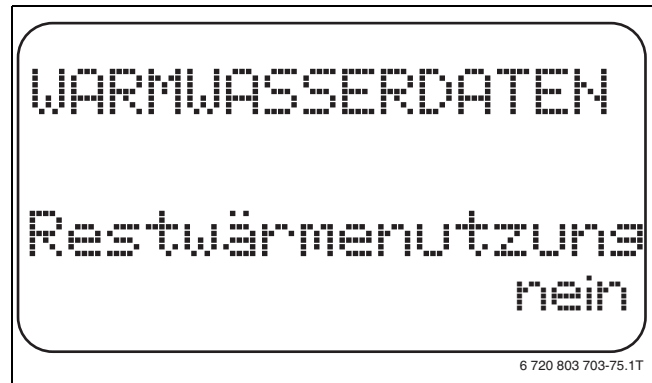 WARMWASSERDATEN
Restwärmenutzung
nein
6 720 803 703-75.1T